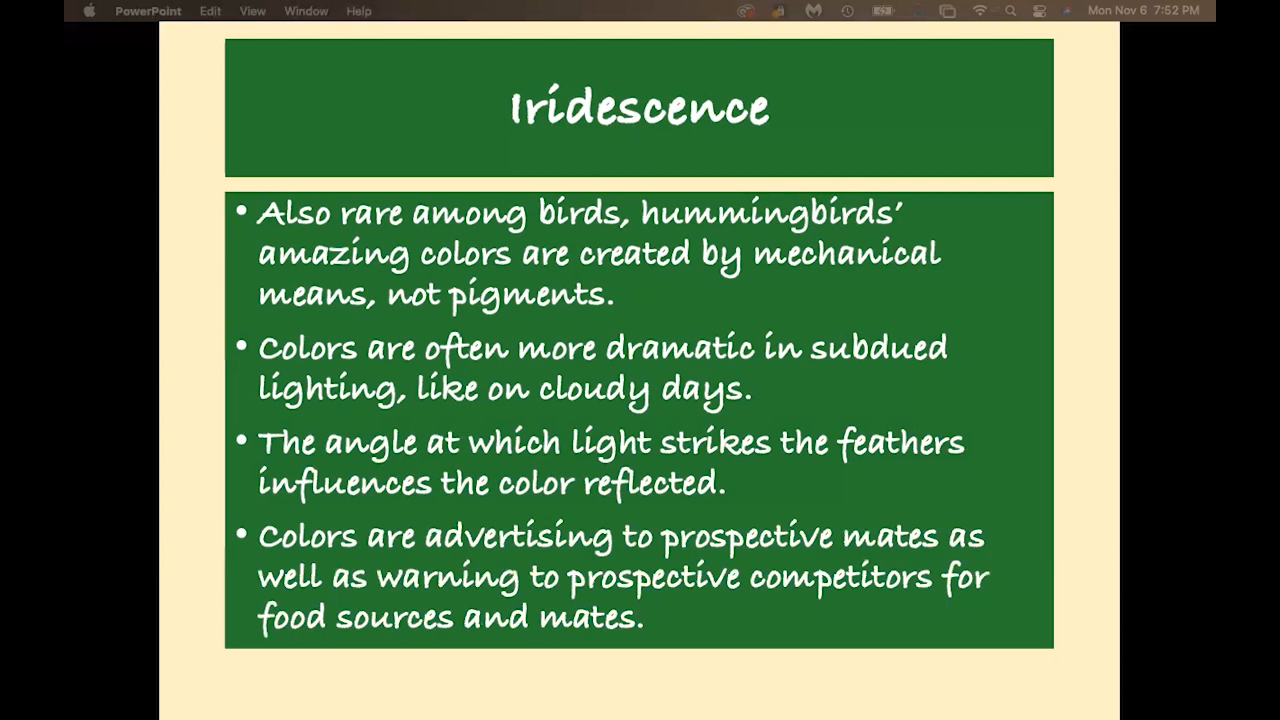 PowerPoint Edit View Window Help Mon Nov 6 7:52 PM
Iridescence
• Also rare among birds, hummingbirds’
amazing colors are created by mechanical
means, not pigments.
• Colors are often more dramatic in subdued
lighting, like on cloudy days.
• The angle at which light strikes the feathers
influences the color reflected.
• Colors are advertising to prospective mates as
well as warning to prospective competitors for
food sources and mates.